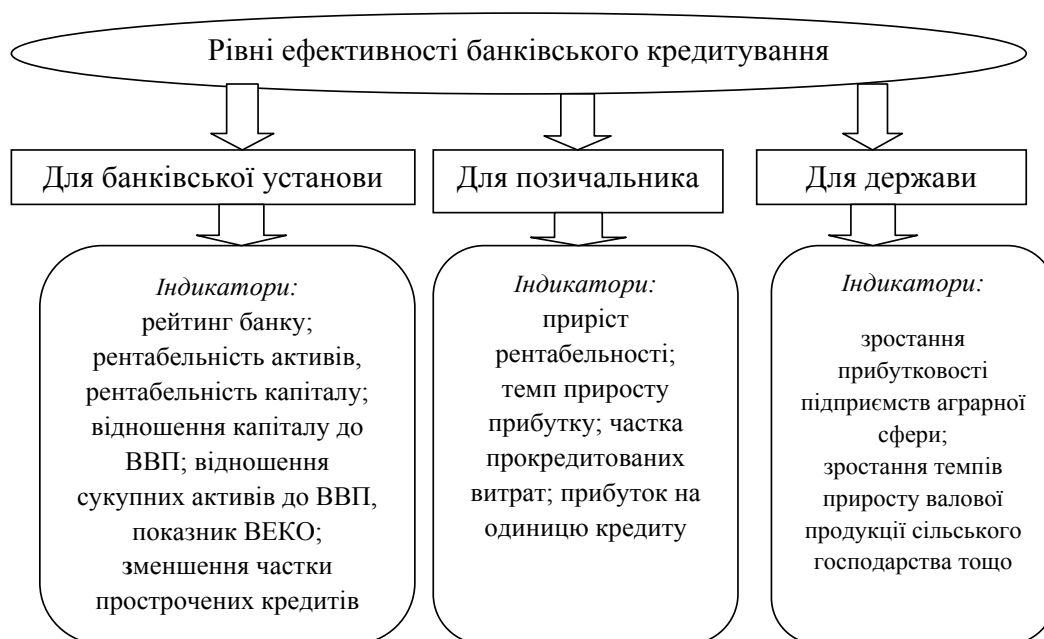 Рівні ефективності банківського кредитування
Для банківської установи
Для позичальника
Для держави
Індикатори:
рейтинг банку;
рентабельність активів,
рентабельність капіталу;
відношення капіталу до
ВВП; відношення
сукупних активів до ВВП,
показник ВЕКО;
зменшення частки
прострочених кредитів
Індикатори:
приріст
рентабельності;
темп приросту
прибутку; частка
прокредитованих
витрат; прибуток на
одиницю кредиту
Індикатори:
зростання
прибутковості
підприємств аграрної
сфери;
зростання темпів
приросту валової
продукції сільського
господарства тощо